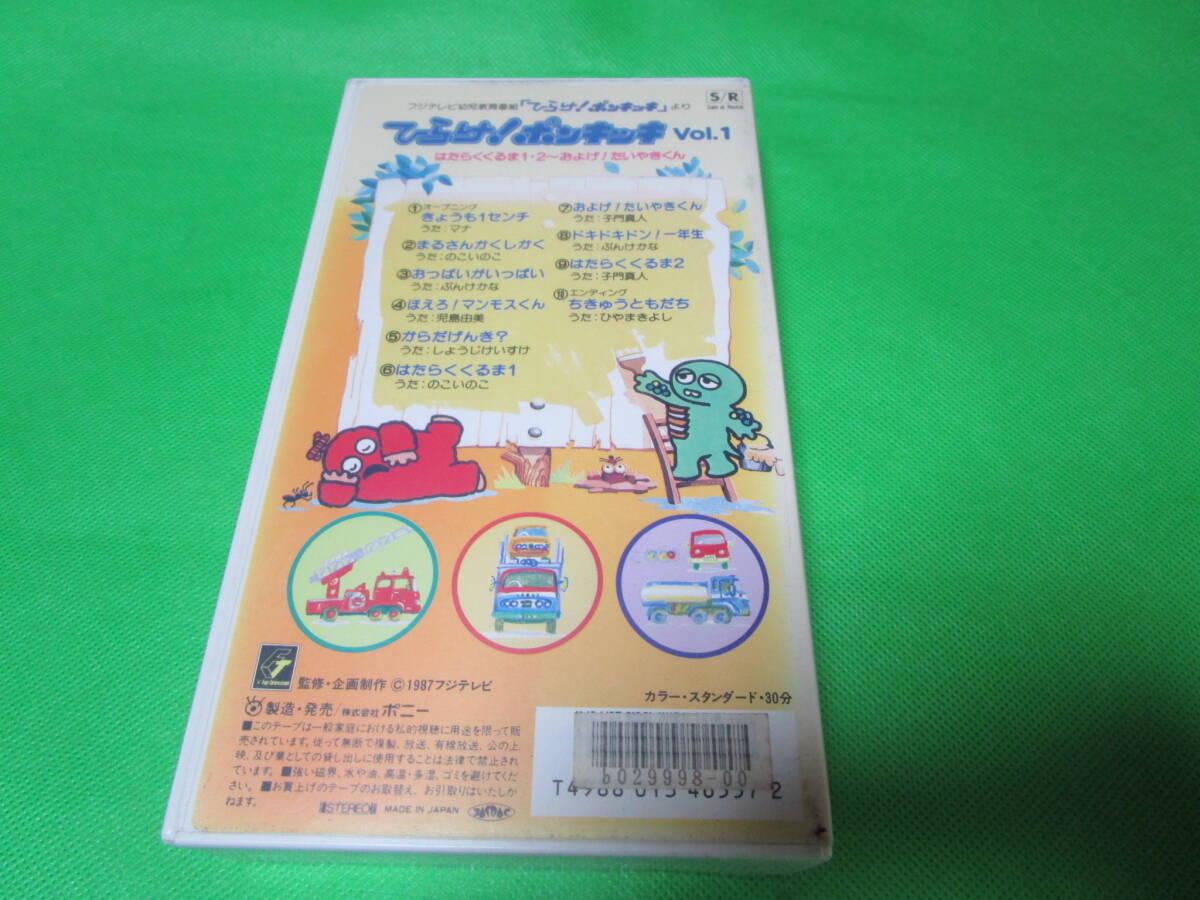 フジテレビ幼児教育番組「ひらけ!ポンキッキ」より
S/R
ひらけ!ポンキッキ Vol.1
はたらくくるま1・2〜およげ!たいやきくん
①オープニング
きょうも1センチ
うた:マナ
②まるさんかくしかく
うた:のこいのこ
③おっぱいがいっぱい
うた:ぶんけかな
④ほえろ!マンモスくん
うた:児島由美
⑤からだげんき?
うた:しょうじけいすけ
⑥はたらくくるま1
うた:のこいのこ
⑦およげ!たいやきくん
うた:子門真人
⑧ドキドキドン!一年生
うた:ぶんけかな
⑨はたらくくるま2
うた:子門真人
⑩エンディング
ちきゅうともだち
うた:ひやまきよし
監修・企画制作 ©1987フジテレビ
カラー・スタンダード・30分
製造・発売/株式会社 ポニー
■このテープは一般家庭における私的視聴に用途を限って販
売されています。従って無断で複製、放送、有線放送、公の上
映、及び業としての貸し出しに使用することは法律で禁止され
ています。■強い磁界、水や油、高温・多湿、ゴミを避けてくだ
さい。■お買上げのテープのお取替え、お引取りはいたしか
ねます。
STEREO MADE IN JAPAN JASRAC
b029998-00